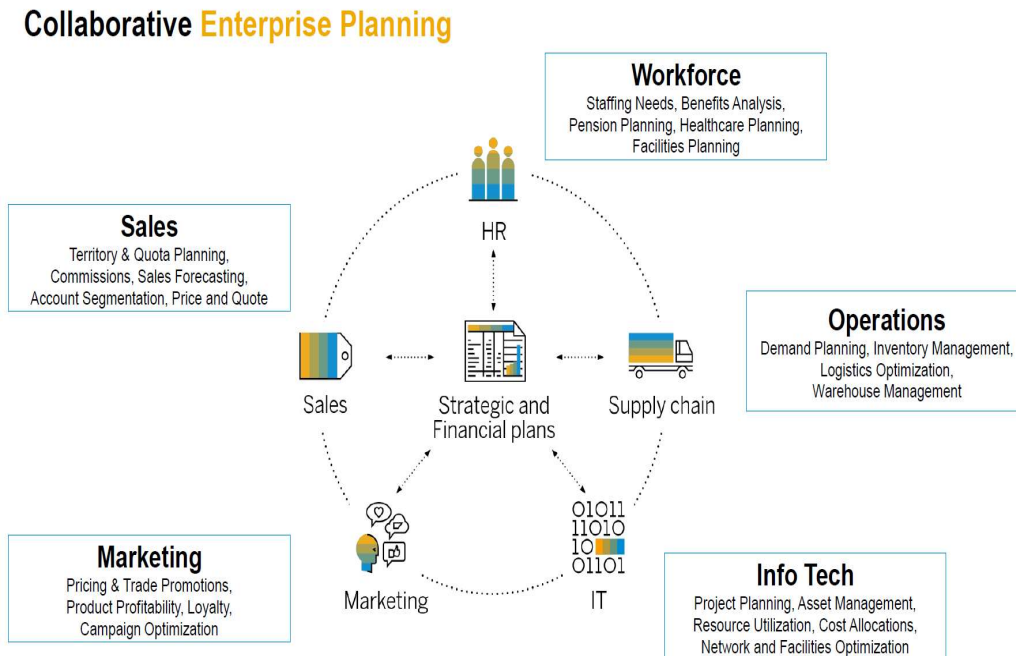 Collaborative Enterprise Planning
Workforce
Staffing Needs, Benefits Analysis,
Pension Planning, Healthcare Planning,
Facilities Planning
HR
Sales
Territory & Quota Planning,
Commissions, Sales Forecasting,
Account Segmentation, Price and Quote
Operations
Demand Planning, Inventory Management,
Logistics Optimization,
Warehouse Management
Sales
Strategic and
Financial plans
Supply chain
Marketing
Pricing & Trade Promotions,
Product Profitability, Loyalty,
Campaign Optimization
Marketing
01011
11010
10
01101
IT
Info Tech
Project Planning, Asset Management,
Resource Utilization, Cost Allocations,
Network and Facilities Optimization